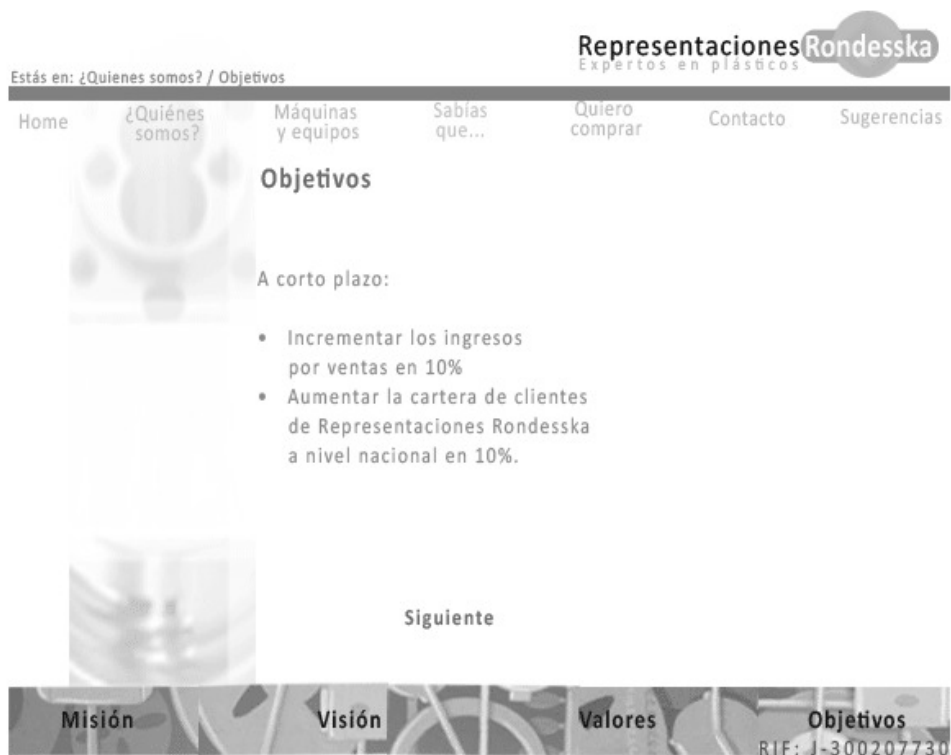 Representaciones Rondesska
Expertos en plásticos
Estás en: ¿Quienes somos? / Objetivos
Home
¿Quiénes
somos?
Máquinas
y equipos
Sabías
que...
Quiero
comprar
Contacto
Sugerencias
Objetivos
A corto plazo:
• Incrementar los ingresos
por ventas en 10%
• Aumentar la cartera de clientes
de Representaciones Rondesska
a nivel nacional en 10%.
Siguiente
Misión
Visión
Valores
Objetivos
RIF: J-300207730